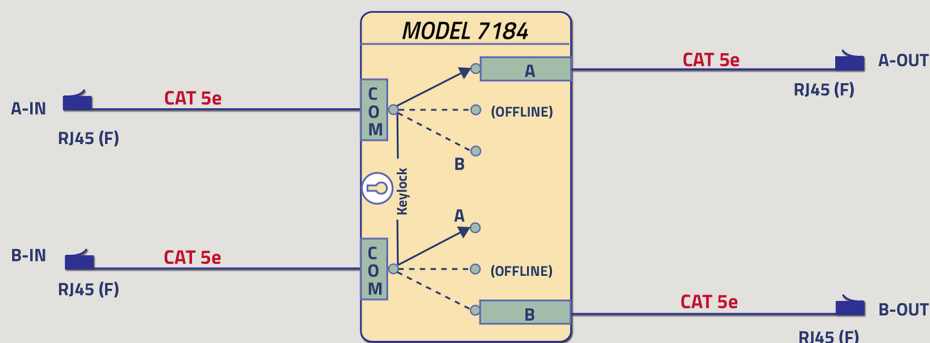 MODEL 7184
CAT 5e
A-OUT
A
RJ45 (F)
CAT 5e
A-IN
COM
(OFFLINE)
RJ45 (F)
B
Keylock
A
B-IN
CAT 5e
COM
(OFFLINE)
RJ45 (F)
CAT 5e
B-OUT
B
RJ45 (F)